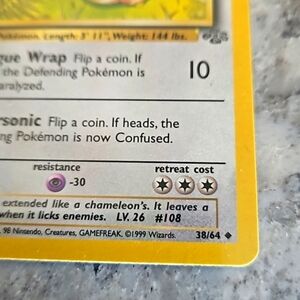 Pokémon. Length: 3' 11", Weight: 144 lbs.
gue Wrap Flip a coin. If
the Defending Pokémon is
aralyzed.
10
rsonic Flip a coin. If heads, the
ng Pokémon is now Confused.
resistance
retreat cost
-30
extended like a chameleon's. It leaves a
when it licks enemies. LV. 26 #108
98 Nintendo, Creatures, GAMEFREAK. ©1999 Wizards.
38/64